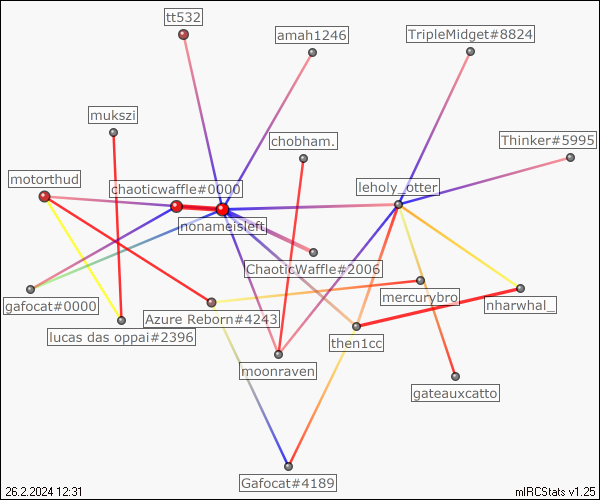 tt532
amah1246
TripleMidget#8824
mukszi
chobham.
Thinker#5995
motorthud
chaoticwaffle#0000
leholy_otter
nonameisleft
ChaoticWaffle#2006
gafocat#0000
mercurybro
nharwhal_
Azure Reborn#4243
lucas das oppai#2396
then1cc
moonraven
gateauxcatto
Gafocat#4189
26.2.2024 12:31
mIRCStats v1.25